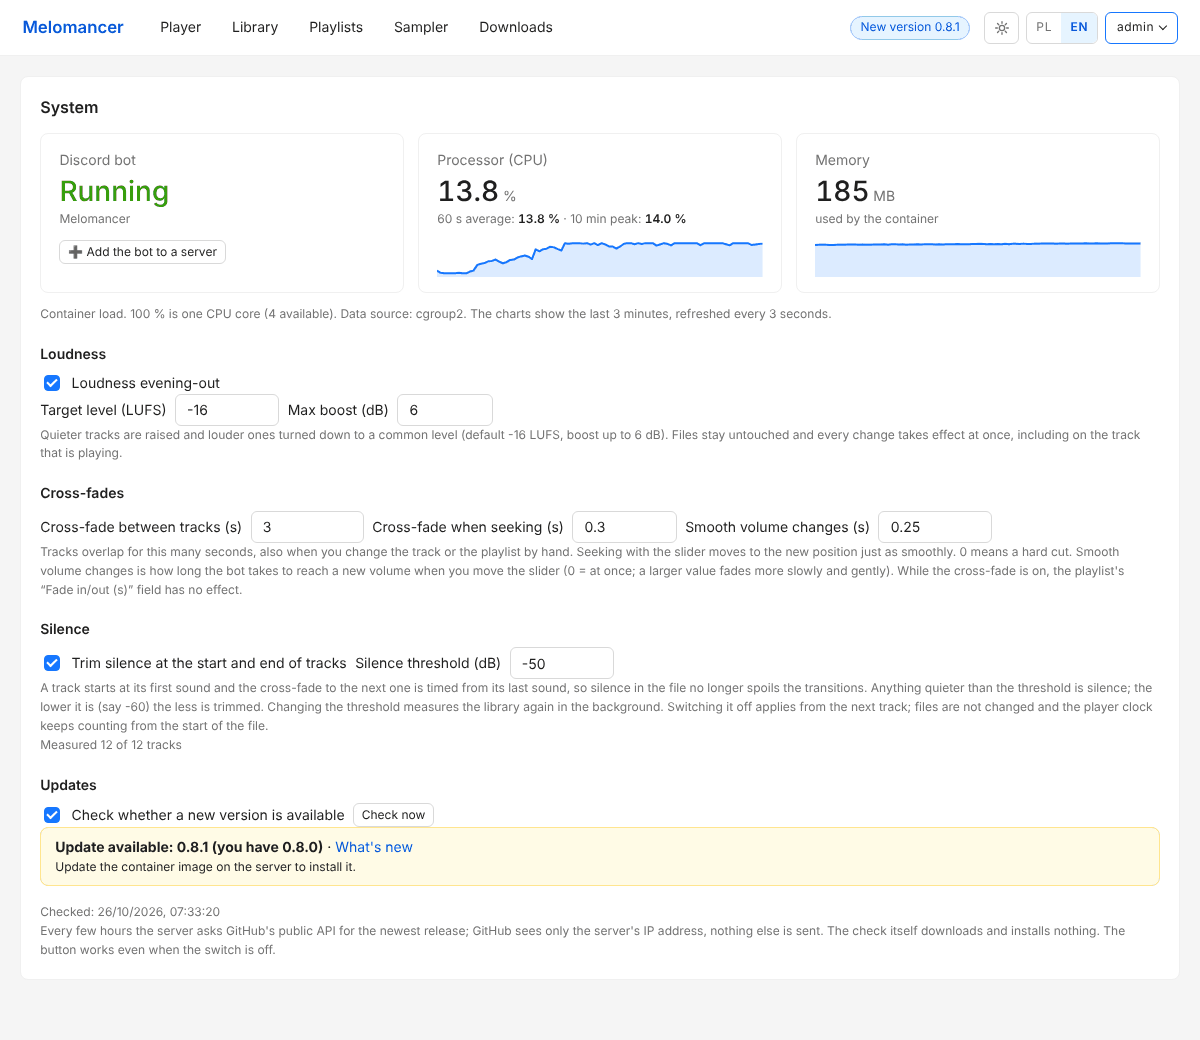 Melomancer Player Library Playlists Sampler Downloads New version 0.8.1 PL EN admin
System
Discord bot
Running
Melomancer
➕ Add the bot to a server
Processor (CPU)
13.8 %
60 s average: 13.8 % · 10 min peak: 14.0 %
Memory
185 MB
used by the container
Container load. 100 % is one CPU core (4 available). Data source: cgroup2. The charts show the last 3 minutes, refreshed every 3 seconds.
Loudness
Loudness evening-out
Target level (LUFS) -16 Max boost (dB) 6
Quieter tracks are raised and louder ones turned down to a common level (default -16 LUFS, boost up to 6 dB). Files stay untouched and every change takes effect at once, including on the track
that is playing.
Cross-fades
Cross-fade between tracks (s) 3 Cross-fade when seeking (s) 0.3 Smooth volume changes (s) 0.25
Tracks overlap for this many seconds, also when you change the track or the playlist by hand. Seeking with the slider moves to the new position just as smoothly. 0 means a hard cut. Smooth
volume changes is how long the bot takes to reach a new volume when you move the slider (0 = at once; a larger value fades more slowly and gently). While the cross-fade is on, the playlist's
“Fade in/out (s)” field has no effect.
Silence
Trim silence at the start and end of tracks Silence threshold (dB) -50
A track starts at its first sound and the cross-fade to the next one is timed from its last sound, so silence in the file no longer spoils the transitions. Anything quieter than the threshold is silence; the
lower it is (say -60) the less is trimmed. Changing the threshold measures the library again in the background. Switching it off applies from the next track; files are not changed and the player clock
keeps counting from the start of the file.
Measured 12 of 12 tracks
Updates
Check whether a new version is available Check now
Update available: 0.8.1 (you have 0.8.0) · What's new
Update the container image on the server to install it.
Checked: 26/10/2026, 07:33:20
Every few hours the server asks GitHub's public API for the newest release; GitHub sees only the server's IP address, nothing else is sent. The check itself downloads and installs nothing. The
button works even when the switch is off.